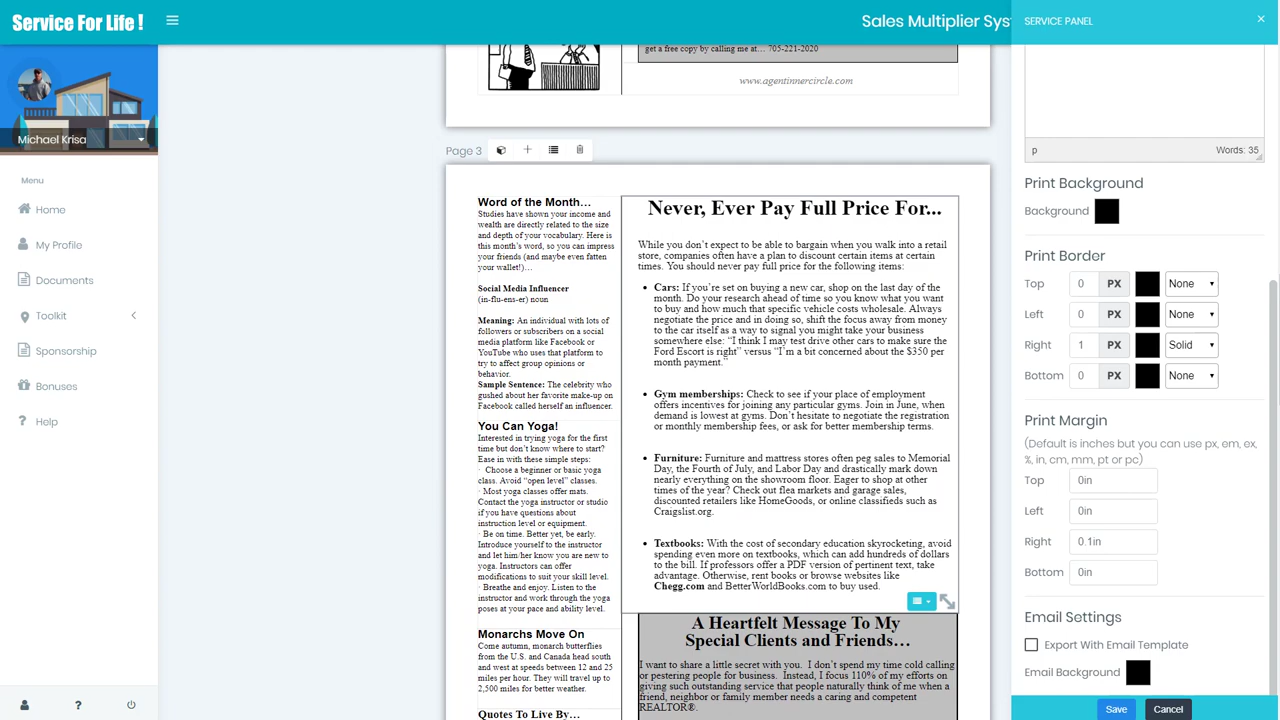 Service For Life !
Sales Multiplier Sys
SERVICE PANEL
×
Michael Krisa
Menu
Home
My Profile
Documents
Toolkit
Sponsorship
Bonuses
Help
get a free copy by calling me at… 705-221-2020
www.agentinnercircle.com
Page 3
Word of the Month…
Studies have shown your income and
wealth are directly related to the size
and depth of your vocabulary. Here is
this month's word, so you can impress
your friends (and maybe even fatten
your wallet!)…
Social Media Influencer
(in-flu-ens-er) noun
Meaning: An individual with lots of
followers or subscribers on a social
media platform like Facebook or
YouTube who uses that platform to
try to affect group opinions or
behavior.
Sample Sentence: The celebrity who
gushed about her favorite make-up on
Facebook called herself an influencer.
You Can Yoga!
Interested in trying yoga for the first
time but don't know where to start?
Ease in with these simple steps:
· Choose a beginner or basic yoga
class. Avoid "open level" classes.
· Most yoga classes offer mats.
Contact the yoga instructor or studio
if you have questions about
instruction level or equipment.
· Be on time. Better yet, be early.
Introduce yourself to the instructor
and let him/her know you are new to
yoga. Instructors can offer
modifications to suit your skill level.
· Breathe and enjoy. Listen to the
instructor and work through the yoga
poses at your pace and ability level.
Monarchs Move On
Come autumn, monarch butterflies
from the U.S. and Canada head south
and west at speeds between 12 and 25
miles per hour. They will travel up to
2,500 miles for better weather.
Quotes To Live By…
Never, Ever Pay Full Price For...
While you don't expect to be able to bargain when you walk into a retail
store, companies often have a plan to discount certain items at certain
times. You should never pay full price for the following items:
• Cars: If you're set on buying a new car, shop on the last day of the
month. Do your research ahead of time so you know what you want
to buy and how much that specific vehicle costs wholesale. Always
negotiate the price and in doing so, shift the focus away from money
to the car itself as a way to signal you might take your business
somewhere else: "I think I may test drive other cars to make sure the
Ford Escort is right" versus "I'm a bit concerned about the $350 per
month payment."
• Gym memberships: Check to see if your place of employment
offers incentives for joining any particular gyms. Join in June, when
demand is lowest at gyms. Don't hesitate to negotiate the registration
or monthly membership fees, or ask for better membership terms.
• Furniture: Furniture and mattress stores often peg sales to Memorial
Day, the Fourth of July, and Labor Day and drastically mark down
nearly everything on the showroom floor. Eager to shop at other
times of the year? Check out flea markets and garage sales,
discounted retailers like HomeGoods, or online classifieds such as
Craigslist.org.
• Textbooks: With the cost of secondary education skyrocketing, avoid
spending even more on textbooks, which can add hundreds of dollars
to the bill. If professors offer a PDF version of pertinent text, take
advantage. Otherwise, rent books or browse websites like
Chegg.com and BetterWorldBooks.com to buy used.
A Heartfelt Message To My
Special Clients and Friends…
I want to share a little secret with you. I don't spend my time cold calling
or pestering people for business. Instead, I focus 110% of my efforts on
giving such outstanding service that people naturally think of me when a
friend, neighbor or family member needs a caring and competent
REALTOR®.
p
Words: 35
Print Background
Background
Print Border
Top 0 PX None
Left 0 PX None
Right 1 PX Solid
Bottom 0 PX None
Print Margin
(Default is inches but you can use px, em, ex,
%, in, cm, mm, pt or pc)
Top 0in
Left 0in
Right 0.1in
Bottom 0in
Email Settings
Export With Email Template
Email Background
Save
Cancel